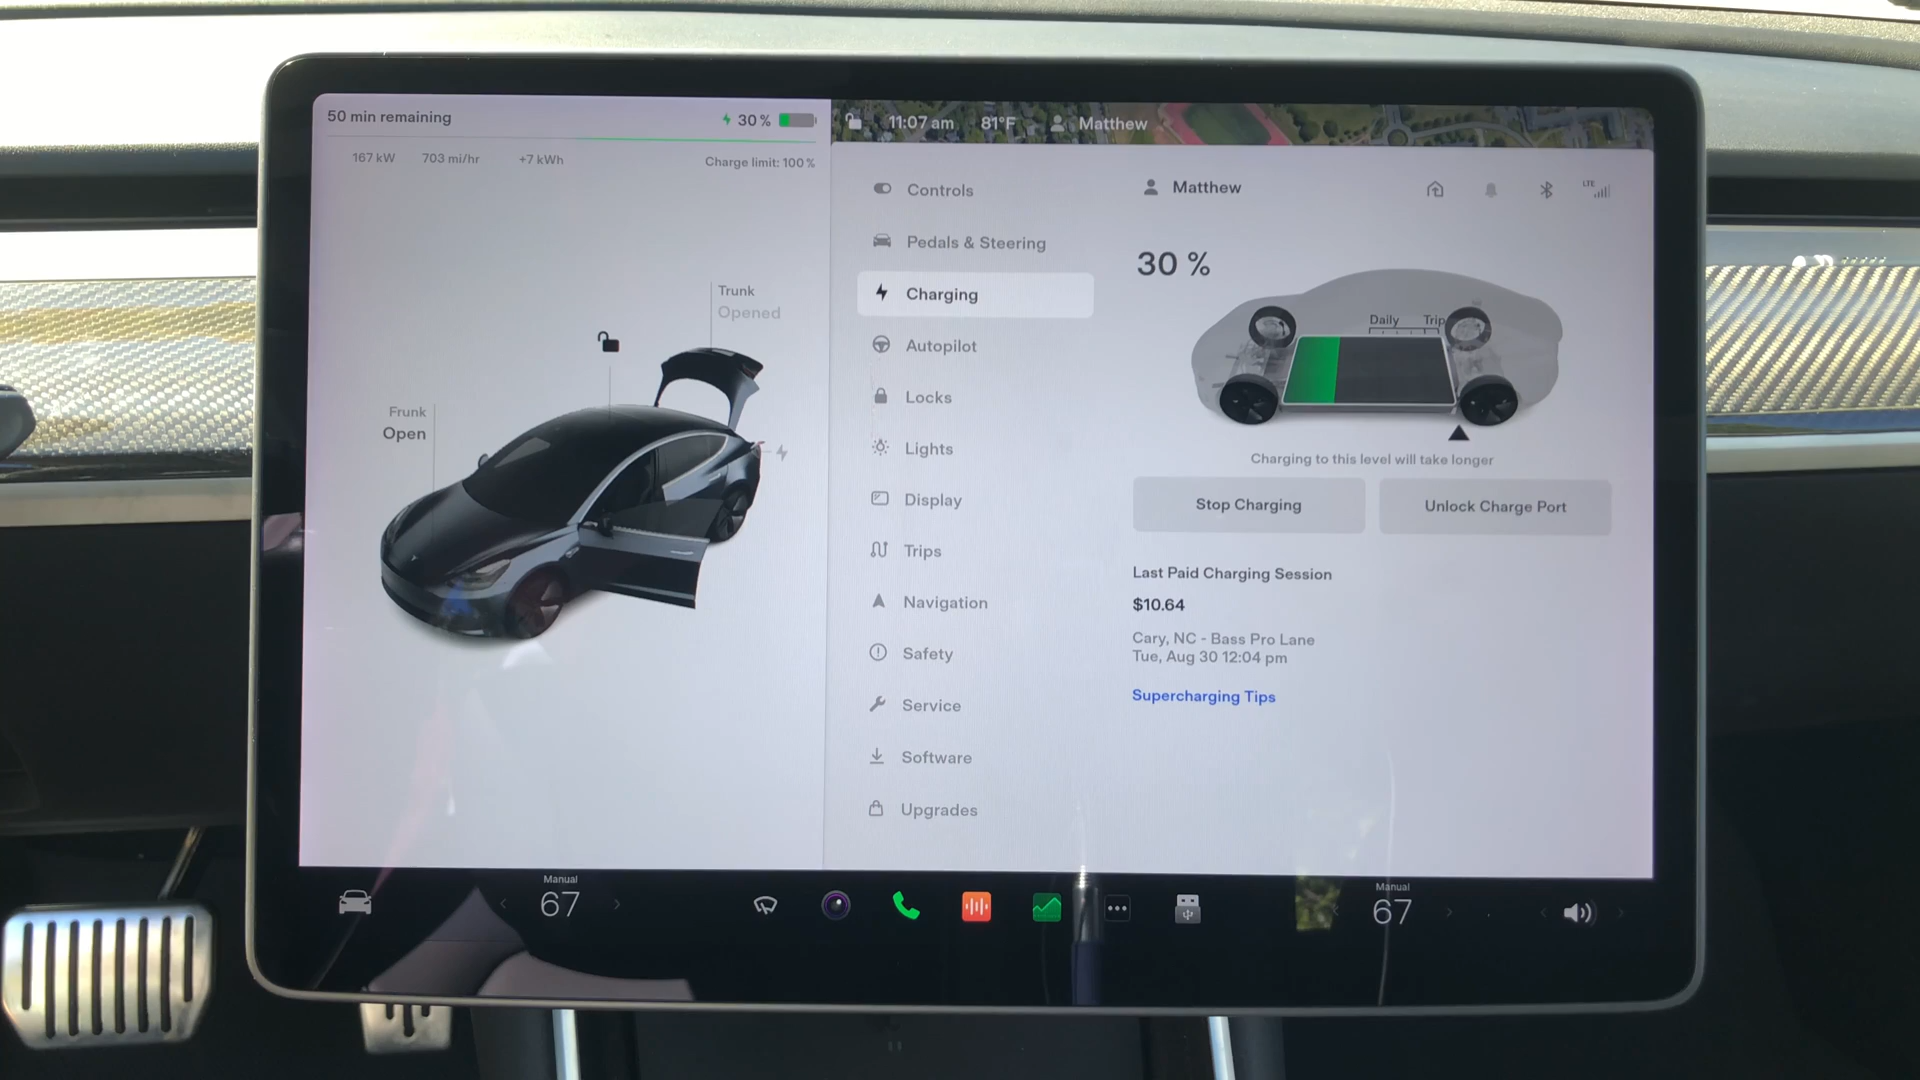 50 min remaining
30 %
167 kW 703 mi/hr +7 kWh
Charge limit: 100 %
Trunk
Opened
Frunk
Open
11:07 am 81°F Matthew
Controls
Pedals & Steering
Charging
Autopilot
Locks
Lights
Display
Trips
Navigation
Safety
Service
Software
Upgrades
Matthew
LTE
30 %
Daily Trip
Charging to this level will take longer
Stop Charging
Unlock Charge Port
Last Paid Charging Session
$10.64
Cary, NC - Bass Pro Lane
Tue, Aug 30 12:04 pm
Supercharging Tips
Manual
67
Manual
67